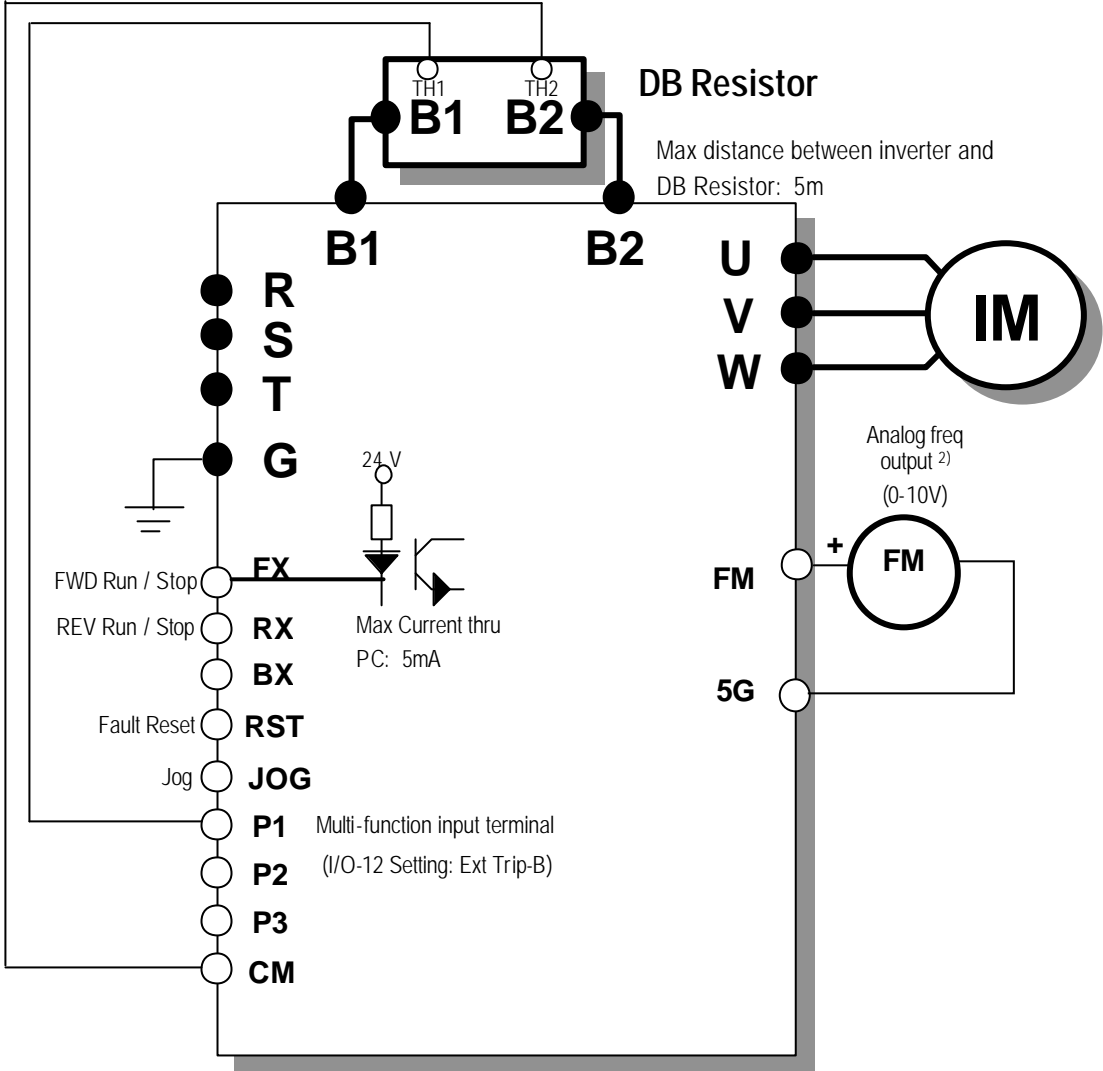 TH1
TH2
B1
B2
DB Resistor
Max distance between inverter and
DB Resistor: 5m
B1
B2
U
V
W
IM
R
S
T
G
24 V
Analog freq
output 2)
(0-10V)
FWD Run / Stop
FX
REV Run / Stop
RX
Max Current thru
PC: 5mA
BX
Fault Reset
RST
Jog
JOG
P1
Multi-function input terminal
(I/O-12 Setting: Ext Trip-B)
P2
P3
CM
FM
+
FM
5G